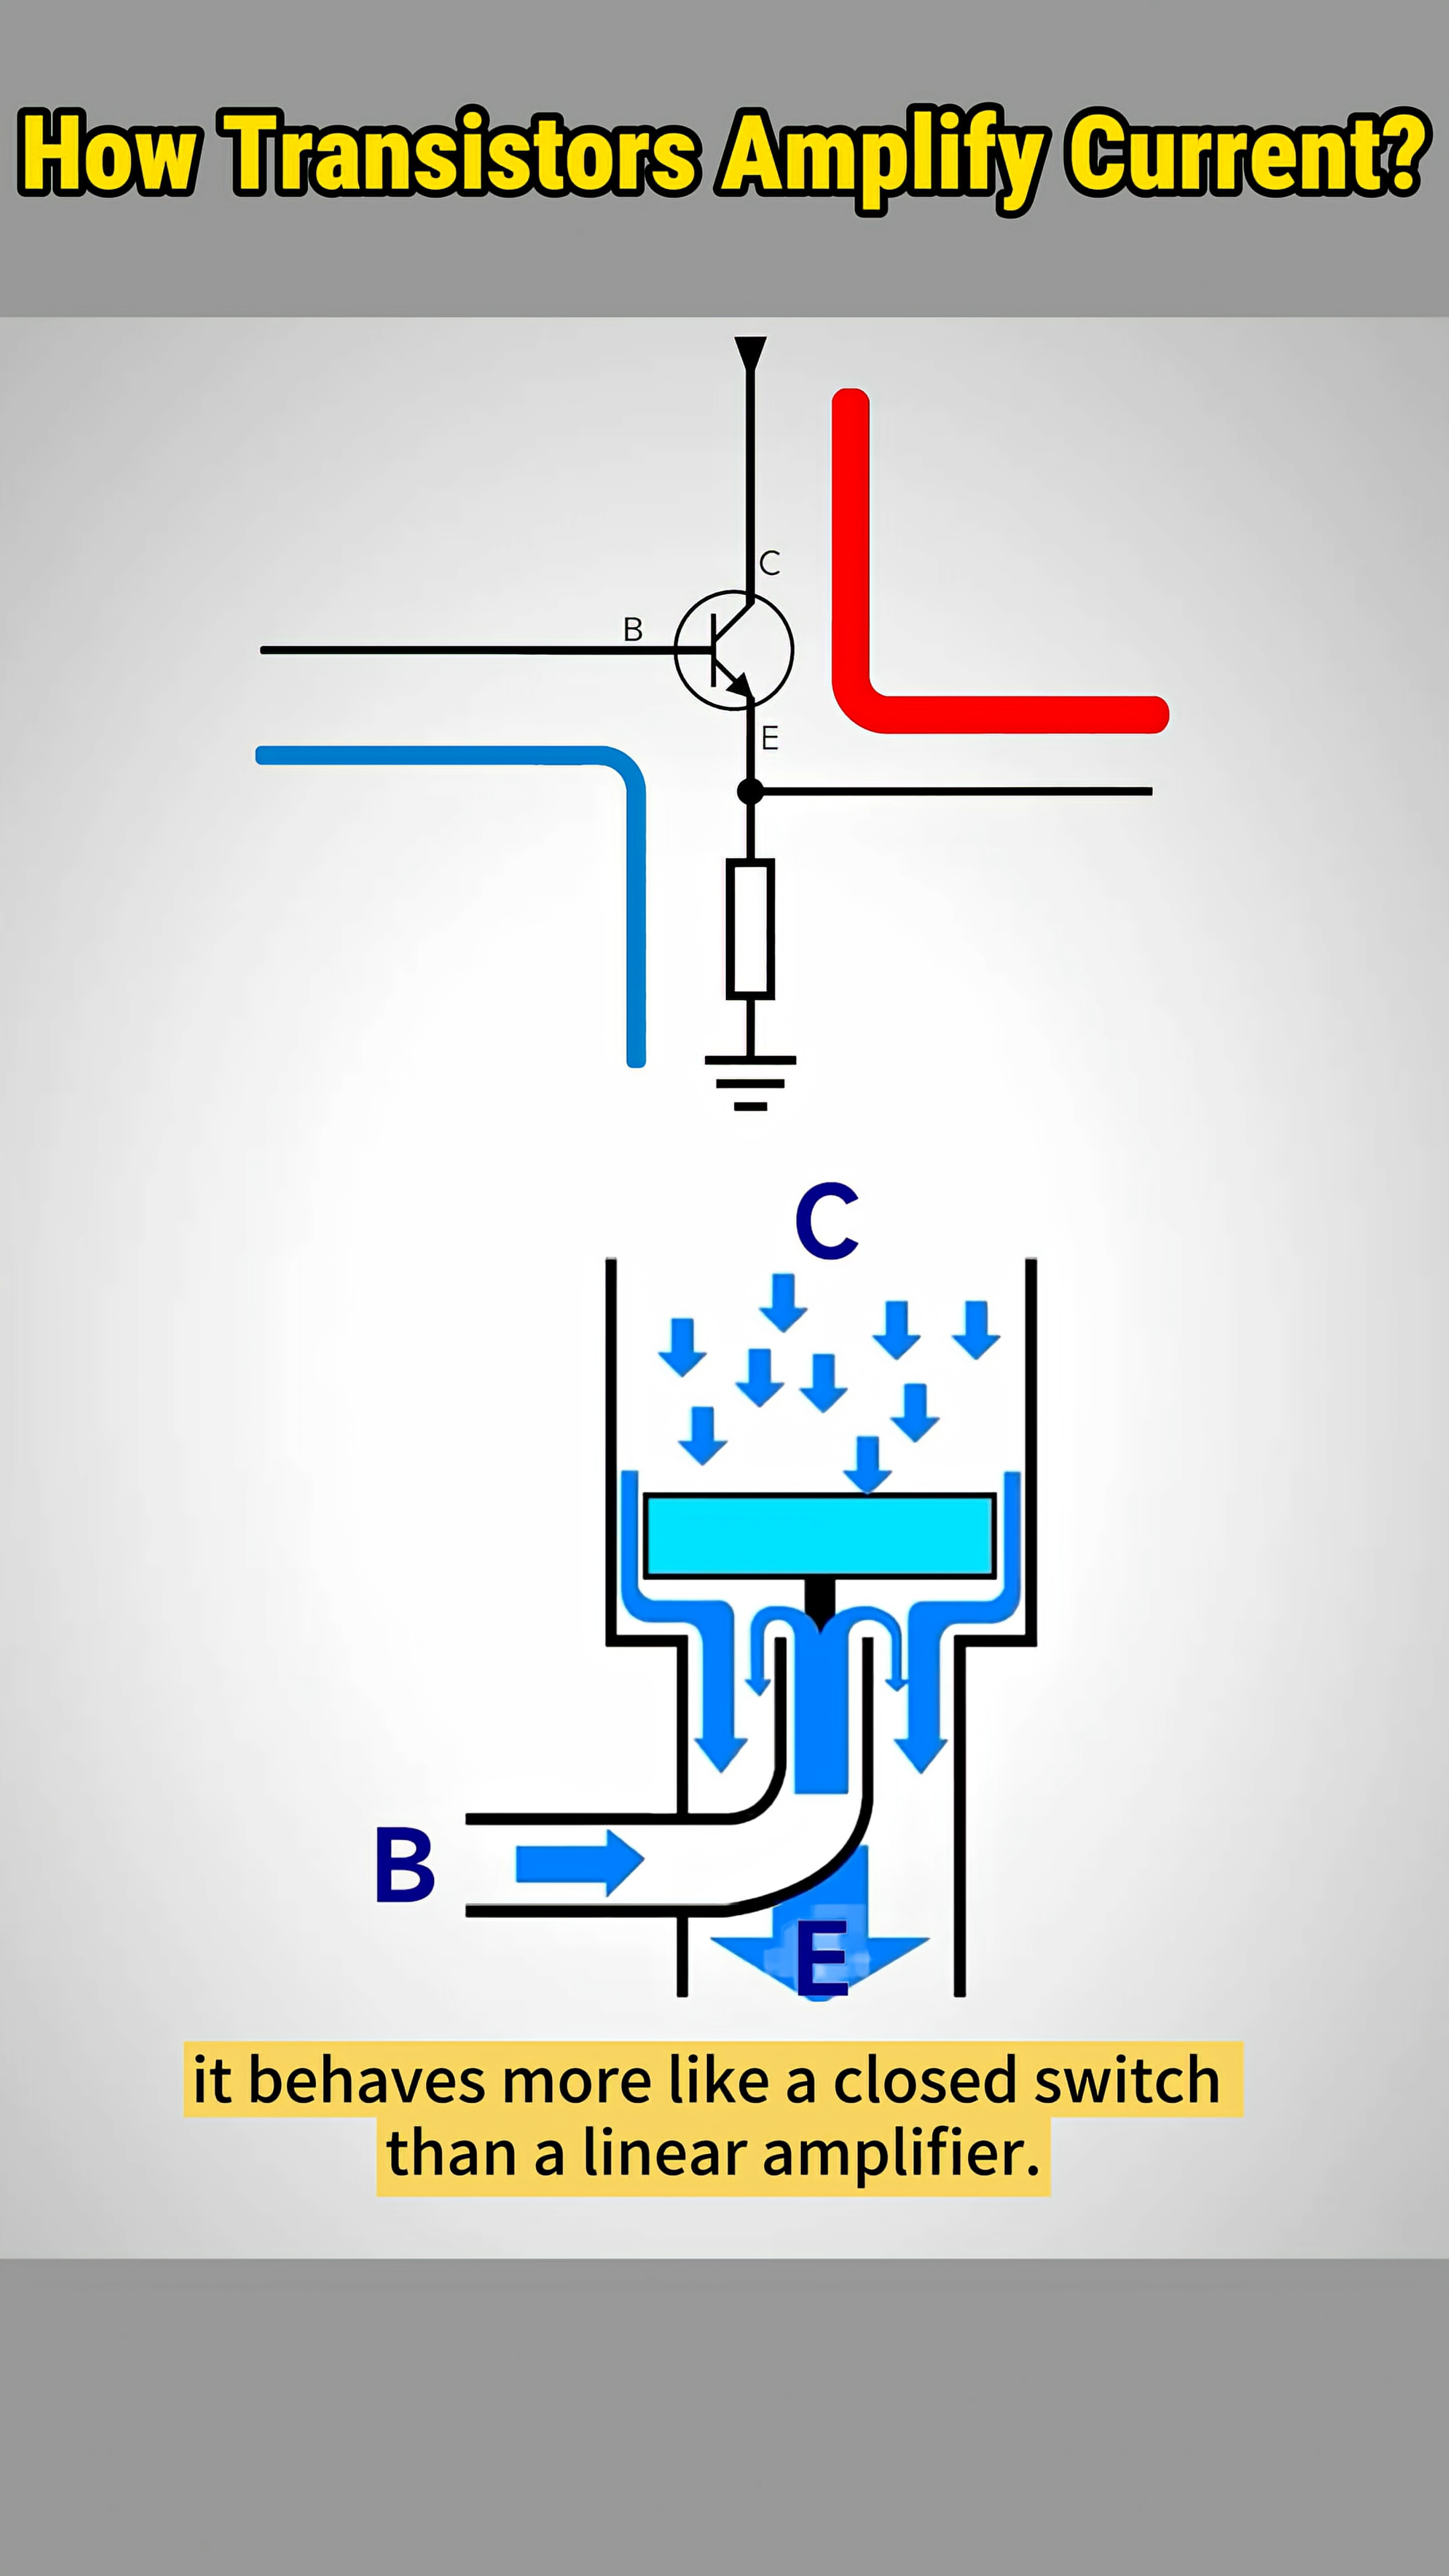 How Transistors Amplify Current?
C
B
E
C
B
E
it behaves more like a closed switch
than a linear amplifier.